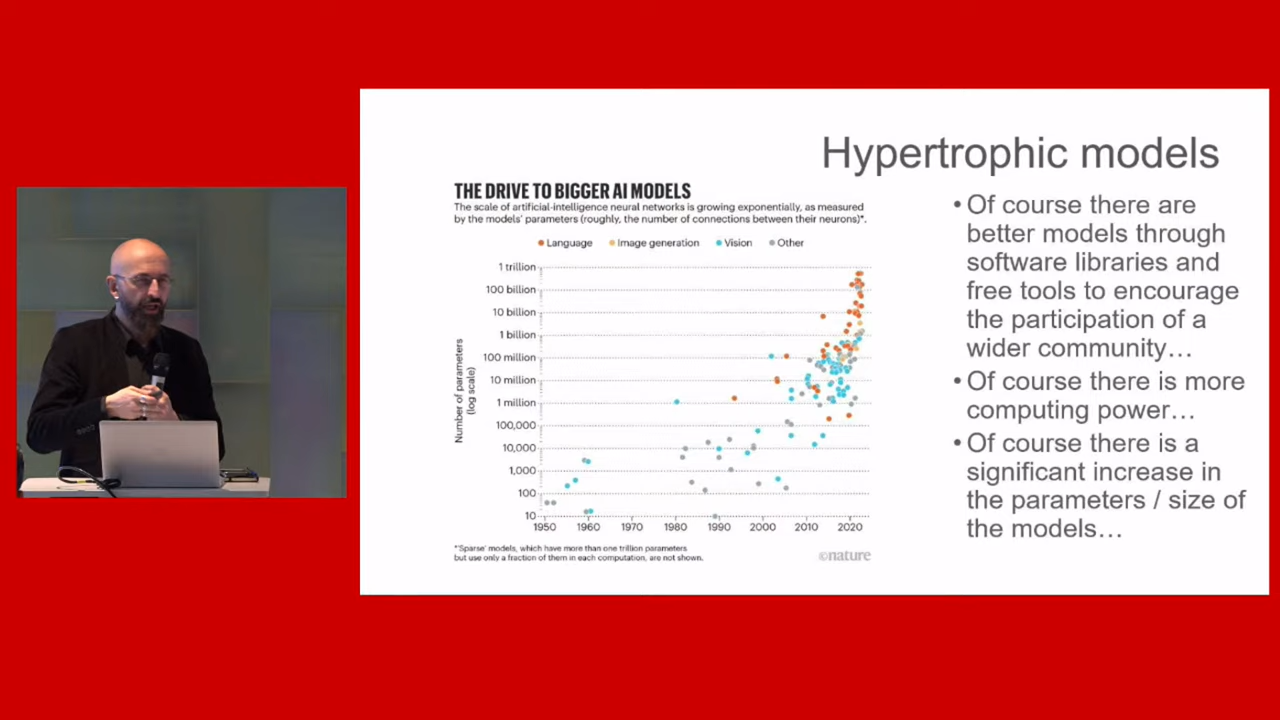 Hypertrophic models
THE DRIVE TO BIGGER AI MODELS
The scale of artificial-intelligence neural networks is growing exponentially, as measured
by the models' parameters (roughly, the number of connections between their neurons)*.
Language Image generation Vision Other
1 trillion
100 billion
10 billion
1 billion
100 million
10 million
1 million
100,000
10,000
1,000
100
10
Number of parameters
(log scale)
1950 1960 1970 1980 1990 2000 2010 2020
*'Sparse' models, which have more than one trillion parameters
but use only a fraction of them in each computation, are not shown.
©nature
• Of course there are
better models through
software libraries and
free tools to encourage
the participation of a
wider community…
• Of course there is more
computing power…
• Of course there is a
significant increase in
the parameters / size of
the models…